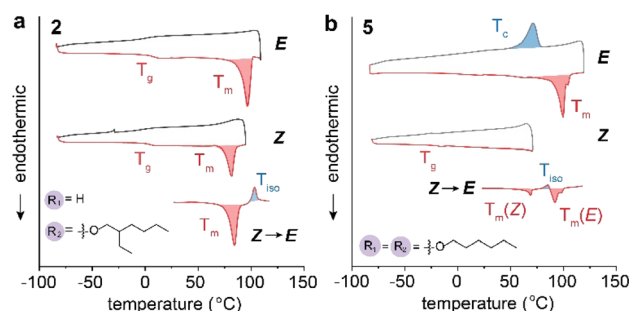 a
2
E
Tg
Tm
Z
Tg
Tm
R1 = H
Tiso
R2 = O
Tm
Z → E
endothermic
-100 -50 0 50 100 150
temperature (°C)
b
5
Tc
E
Tm
Z
Tg
Z → E
Tiso
Tm(Z)
Tm(E)
R1 = R2 = O
endothermic
-100 -50 0 50 100 150
temperature (°C)